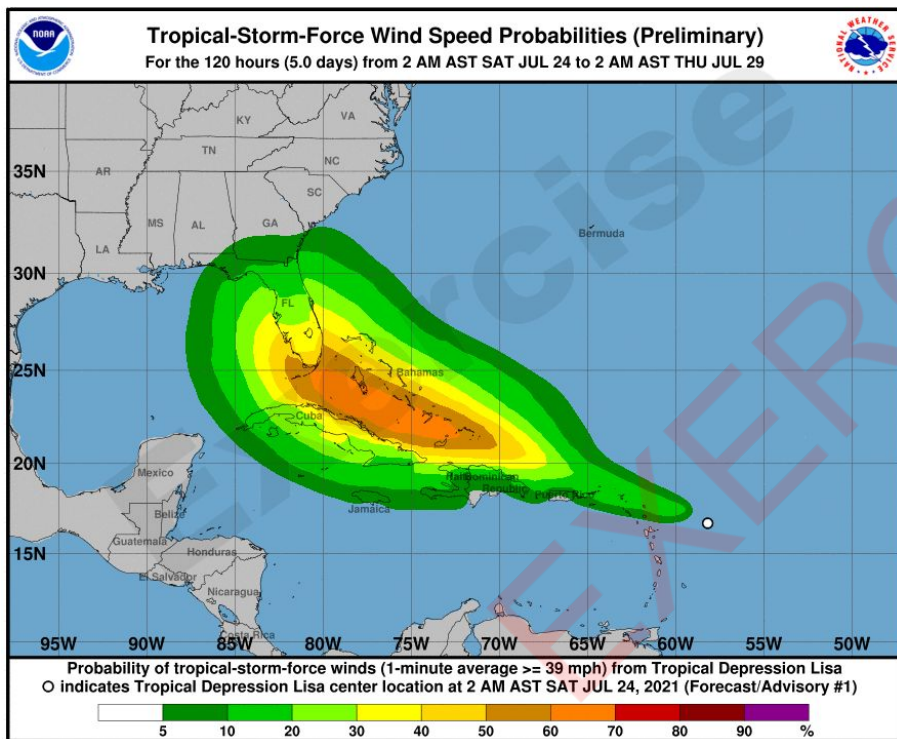 Tropical-Storm-Force Wind Speed Probabilities (Preliminary)
For the 120 hours (5.0 days) from 2 AM AST SAT JUL 24 to 2 AM AST THU JUL 29
NOAA
NATIONAL WEATHER SERVICE
KY
VA
TN
NC
AR
SC
MS
AL
GA
LA
FL
35N
30N
25N
20N
15N
Bermuda
Bahamas
Cuba
Mexico
Haiti
Dominican
Republic
Puerto Rico
Jamaica
Belize
Guatemala
Honduras
El Salvador
Nicaragua
Costa Rica
Exercise
EXERC
95W 90W 85W 80W 75W 70W 65W 60W 55W 50W
Probability of tropical-storm-force winds (1-minute average >= 39 mph) from Tropical Depression Lisa
O indicates Tropical Depression Lisa center location at 2 AM AST SAT JUL 24, 2021 (Forecast/Advisory #1)
5 10 20 30 40 50 60 70 80 90 %